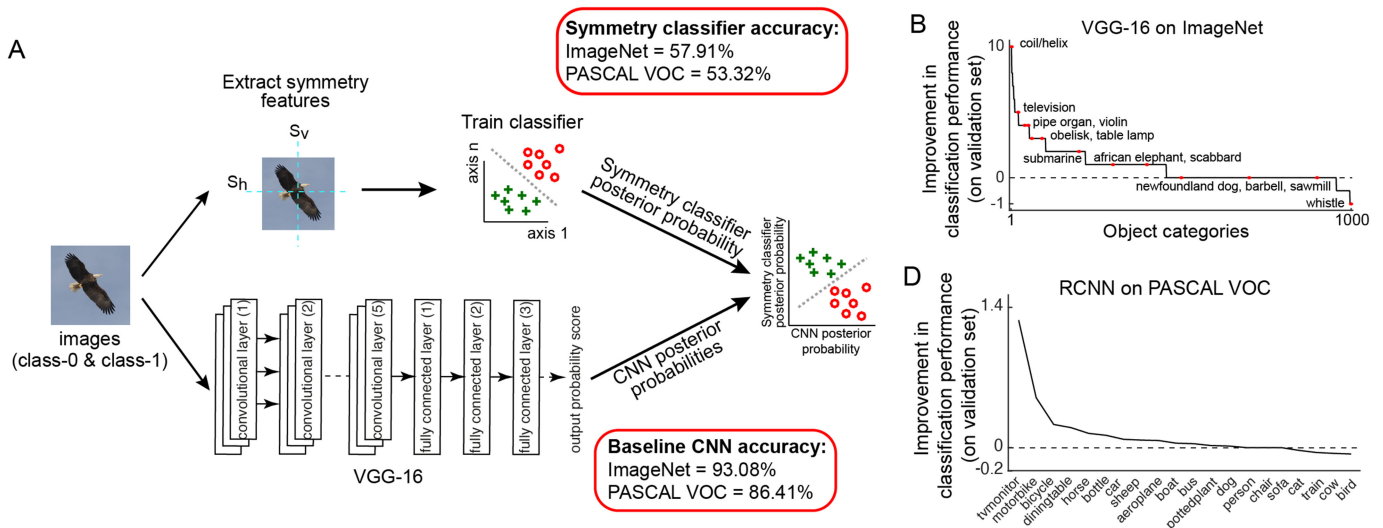 A
Symmetry classifier accuracy:
ImageNet = 57.91%
PASCAL VOC = 53.32%
Extract symmetry
features
Sv
Sh
Train classifier
axis n
axis 1
Symmetry classifier
posterior probability
images
(class-0 & class-1)
convolutional layer (1)
convolutional layer (2)
convolutional layer (5)
fully connected layer (1)
fully connected layer (2)
fully connected layer (3)
output probability score
VGG-16
CNN posterior
probabilities
Symmetry classifier
posterior probability
CNN posterior
probability
Baseline CNN accuracy:
ImageNet = 93.08%
PASCAL VOC = 86.41%
B
VGG-16 on ImageNet
Improvement in
classification performance
(on validation set)
10
0
-1
coil/helix
television
pipe organ, violin
obelisk, table lamp
submarine
african elephant, scabbard
newfoundland dog, barbell, sawmill
whistle
1
1000
Object categories
D
RCNN on PASCAL VOC
Improvement in
classification performance
(on validation set)
1.4
0
-0.2
tvmonitor
motorbike
bicycle
diningtable
horse
bottle
car
sheep
aeroplane
boat
bus
pottedplant
dog
person
chair
sofa
cat
train
cow
bird